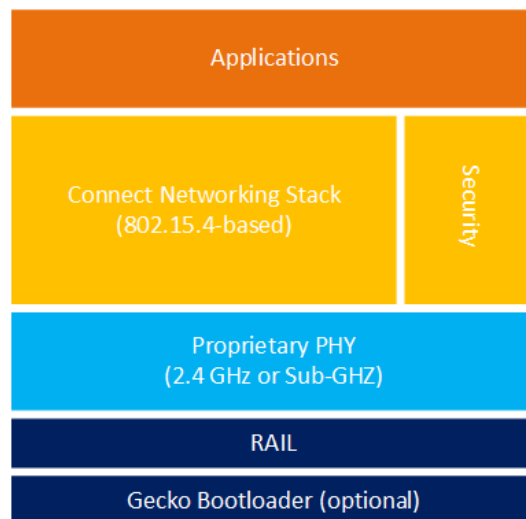 Applications
Connect Networking Stack
(802.15.4-based)
Security
Proprietary PHY
(2.4 GHz or Sub-GHZ)
RAIL
Gecko Bootloader (optional)